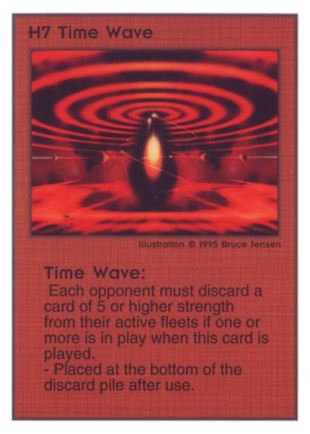 H7 Time Wave
Illustration © 1995 Bruce Jensen
Time Wave:
Each opponent must discard a
card of 5 or higher strength
from their active fleets if one or
more is in play when this card is
played.
- Placed at the bottom of the
discard pile after use.